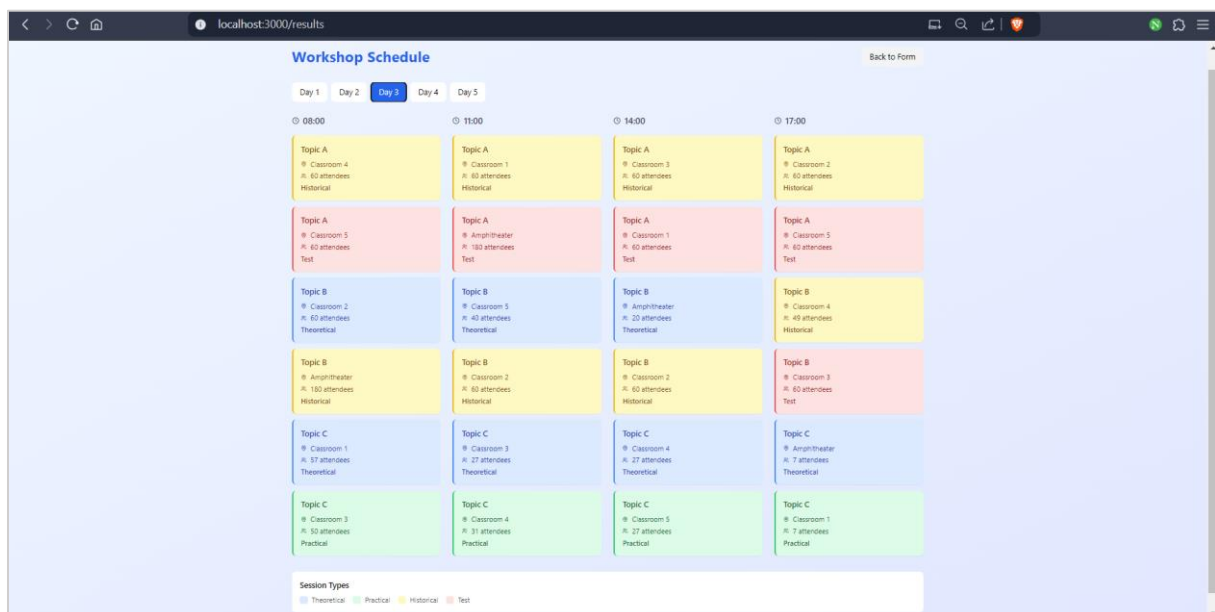 localhost:3000/results
Workshop Schedule
Back to Form
Day 1 Day 2 Day 3 Day 4 Day 5
08:00 11:00 14:00 17:00
Topic A
Classroom 4
60 attendees
Historical
Topic A
Classroom 1
60 attendees
Historical
Topic A
Classroom 3
60 attendees
Historical
Topic A
Classroom 2
60 attendees
Historical
Topic A
Classroom 5
60 attendees
Test
Topic A
Amphitheater
180 attendees
Test
Topic A
Classroom 1
60 attendees
Test
Topic A
Classroom 5
60 attendees
Test
Topic B
Classroom 2
60 attendees
Theoretical
Topic B
Classroom 5
40 attendees
Theoretical
Topic B
Amphitheater
20 attendees
Theoretical
Topic B
Classroom 4
49 attendees
Historical
Topic B
Amphitheater
180 attendees
Historical
Topic B
Classroom 2
60 attendees
Historical
Topic B
Classroom 2
60 attendees
Historical
Topic B
Classroom 3
60 attendees
Test
Topic C
Classroom 1
57 attendees
Theoretical
Topic C
Classroom 3
27 attendees
Theoretical
Topic C
Classroom 4
27 attendees
Theoretical
Topic C
Amphitheater
7 attendees
Theoretical
Topic C
Classroom 3
50 attendees
Practical
Topic C
Classroom 4
31 attendees
Practical
Topic C
Classroom 5
27 attendees
Practical
Topic C
Classroom 1
7 attendees
Practical
Session Types
Theoretical Practical Historical Test